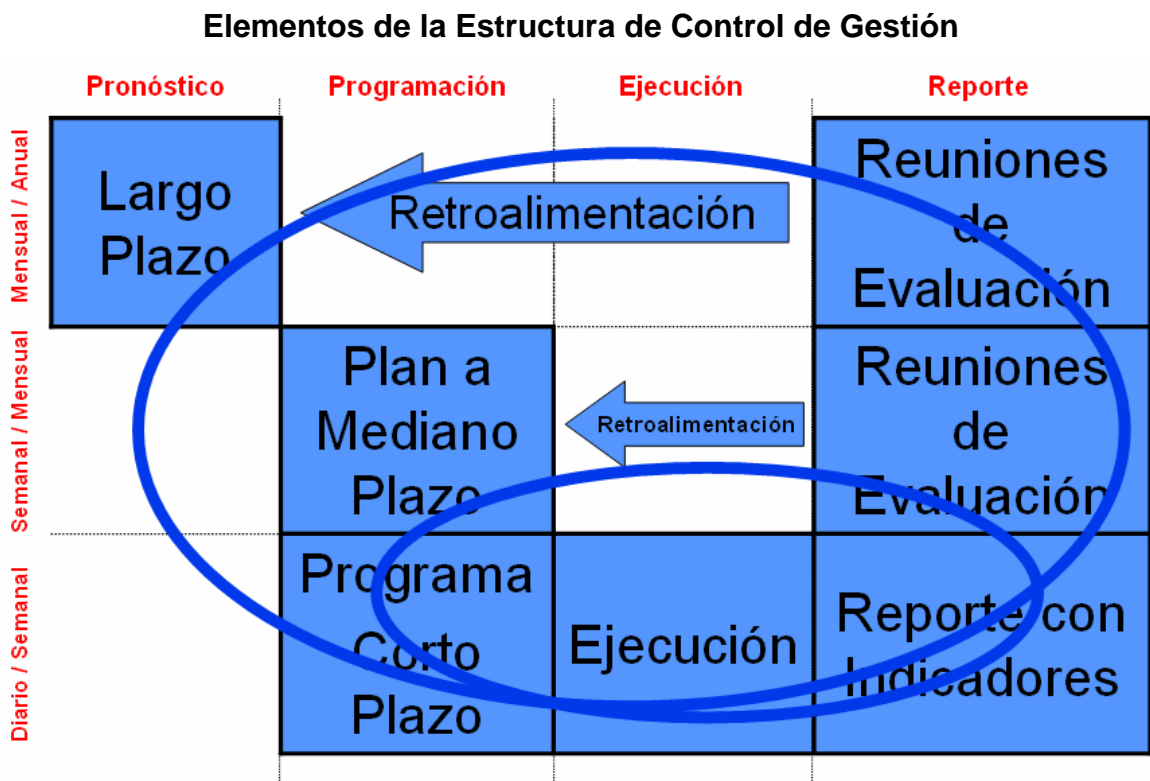 Elementos de la Estructura de Control de Gestión
Pronóstico
Programación
Ejecución
Reporte
Mensual / Anual
Largo
Plazo
Retroalimentación
Reuniones
de
Evaluación
Semanal / Mensual
Plan a
Mediano
Plazo
Retroalimentación
Reuniones
de
Evaluación
Diario / Semanal
Programa
Corto
Plazo
Ejecución
Reporte con
Indicadores